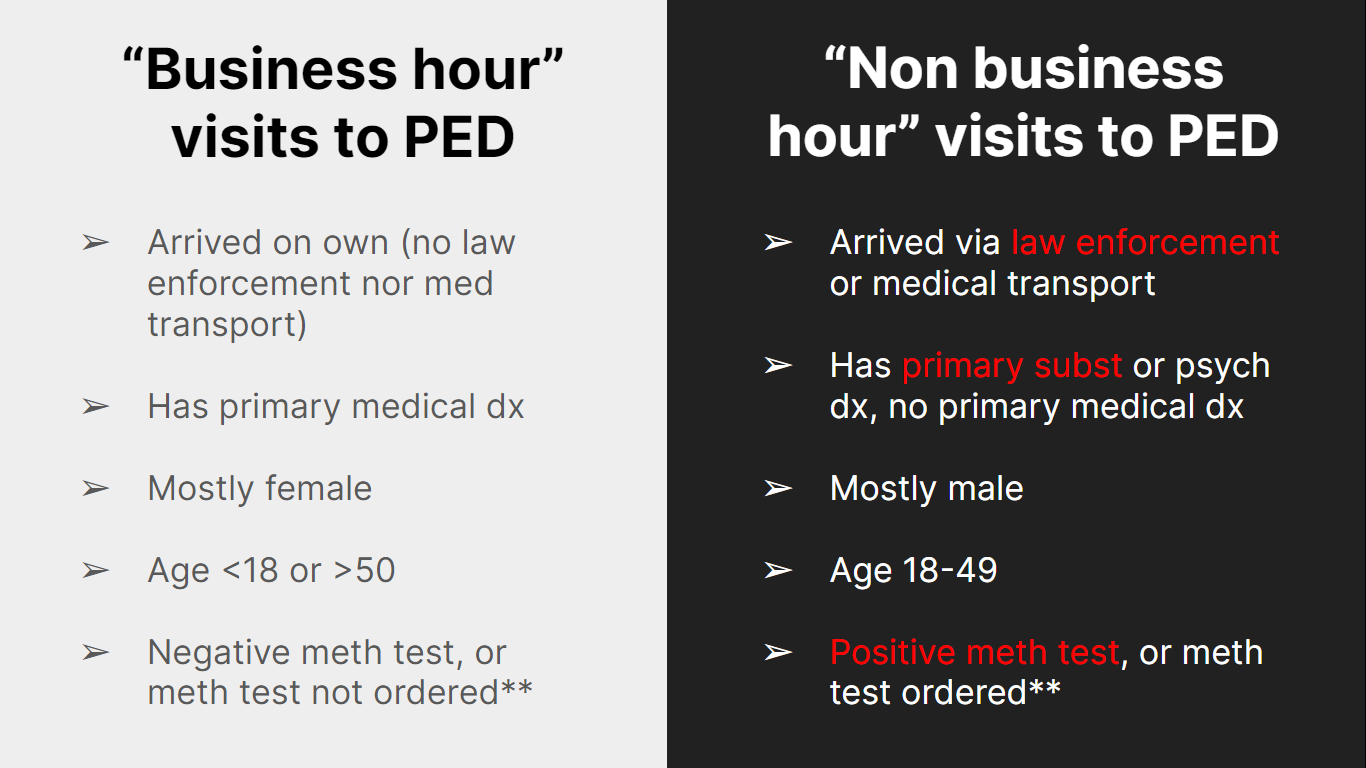 “Business hour”
visits to PED
➢ Arrived on own (no law
enforcement nor med
transport)
➢ Has primary medical dx
➢ Mostly female
➢ Age <18 or >50
➢ Negative meth test, or
meth test not ordered**
“Non business
hour” visits to PED
➢ Arrived via law enforcement
or medical transport
➢ Has primary subst or psych
dx, no primary medical dx
➢ Mostly male
➢ Age 18-49
➢ Positive meth test, or meth
test ordered**